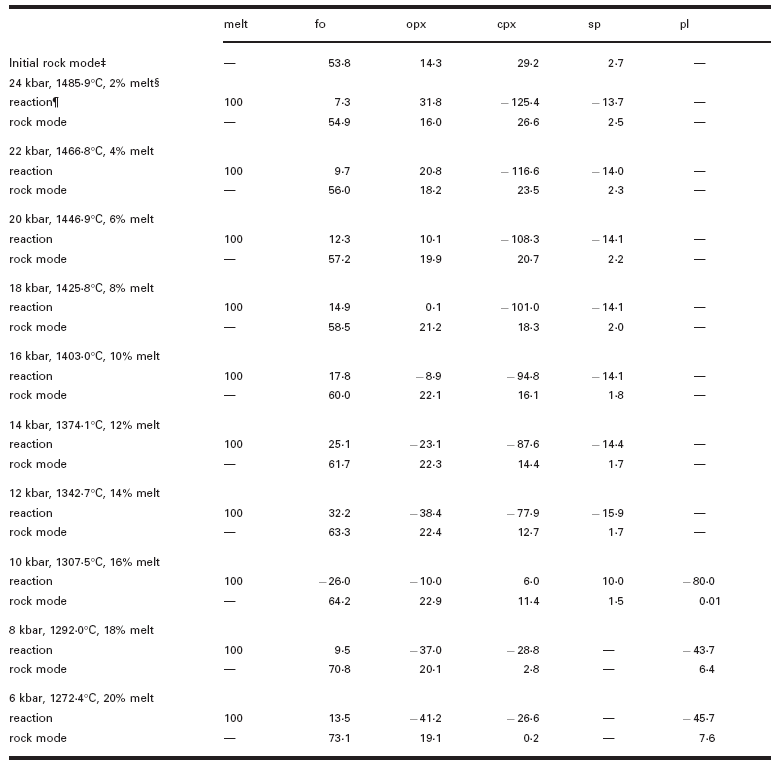 melt fo opx cpx sp pl
Initial rock mode‡ — 53·8 14·3 29·2 2·7 —
24 kbar, 1485·9°C, 2% melt§
reaction¶ 100 7·3 31·8 −125·4 −13·7 —
rock mode — 54·9 16·0 26·6 2·5 —
22 kbar, 1466·8°C, 4% melt
reaction 100 9·7 20·8 −116·6 −14·0 —
rock mode — 56·0 18·2 23·5 2·3 —
20 kbar, 1446·9°C, 6% melt
reaction 100 12·3 10·1 −108·3 −14·1 —
rock mode — 57·2 19·9 20·7 2·2 —
18 kbar, 1425·8°C, 8% melt
reaction 100 14·9 0·1 −101·0 −14·1 —
rock mode — 58·5 21·2 18·3 2·0 —
16 kbar, 1403·0°C, 10% melt
reaction 100 17·8 −8·9 −94·8 −14·1 —
rock mode — 60·0 22·1 16·1 1·8 —
14 kbar, 1374·1°C, 12% melt
reaction 100 25·1 −23·1 −87·6 −14·4 —
rock mode — 61·7 22·3 14·4 1·7 —
12 kbar, 1342·7°C, 14% melt
reaction 100 32·2 −38·4 −77·9 −15·9 —
rock mode — 63·3 22·4 12·7 1·7 —
10 kbar, 1307·5°C, 16% melt
reaction 100 −26·0 −10·0 6·0 10·0 −80·0
rock mode — 64·2 22·9 11·4 1·5 0·01
8 kbar, 1292·0°C, 18% melt
reaction 100 9·5 −37·0 −28·8 — −43·7
rock mode — 70·8 20·1 2·8 — 6·4
6 kbar, 1272·4°C, 20% melt
reaction 100 13·5 −41·2 −26·6 — −45·7
rock mode — 73·1 19·1 0·2 — 7·6